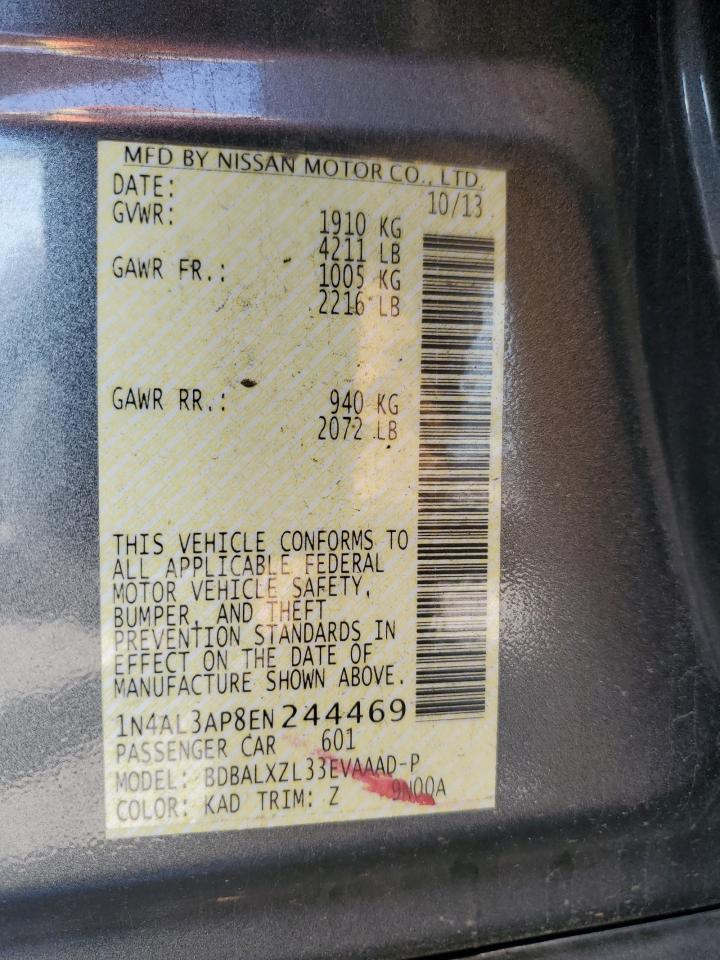 MFD BY NISSAN MOTOR CO., LTD.
DATE: 10/13
GVWR: 1910 KG
4211 LB
GAWR FR.: 1005 KG
2216 LB
GAWR RR.: 940 KG
2072 LB
THIS VEHICLE CONFORMS TO
ALL APPLICABLE FEDERAL
MOTOR VEHICLE SAFETY,
BUMPER, AND THEFT
PREVENTION STANDARDS IN
EFFECT ON THE DATE OF
MANUFACTURE SHOWN ABOVE.
1N4AL3AP8EN244469
PASSENGER CAR 601
MODEL: BDBALXZL33EVAAAD-P
COLOR: KAD TRIM: Z 9N00A